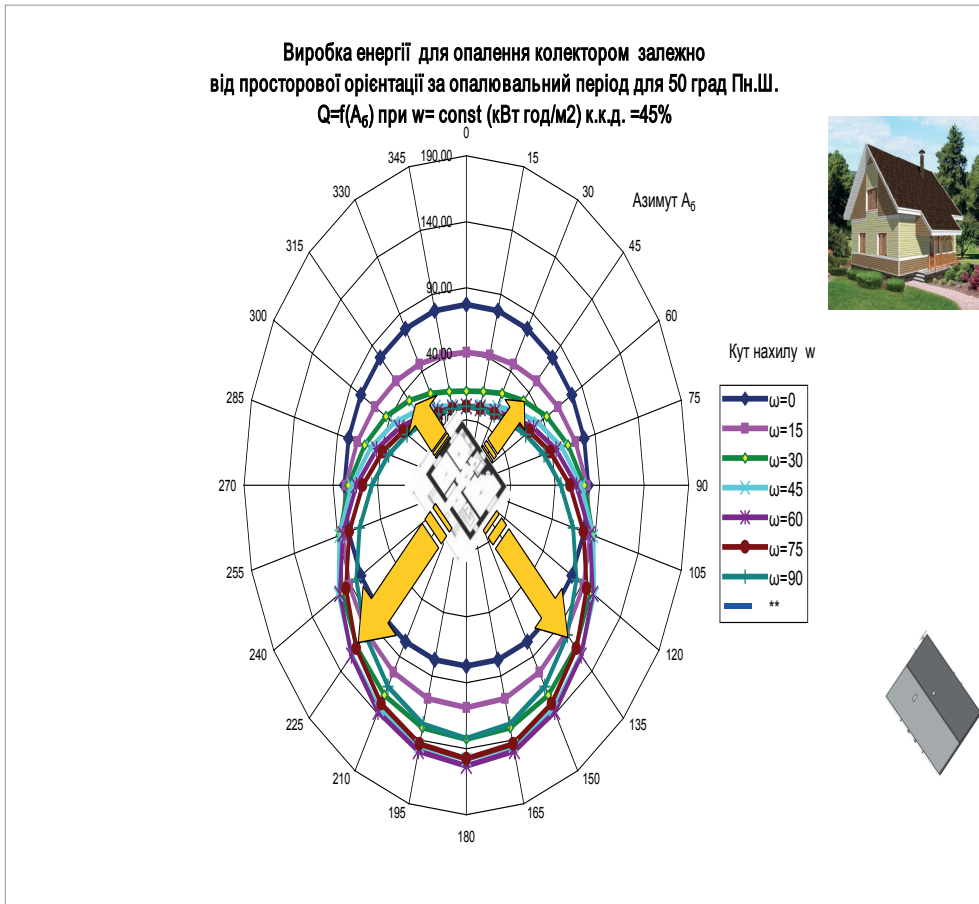 Виробка енергії для опалення колектором залежно
від просторової орієнтації за опалювальний період для 50 град Пн.Ш.
Q=f(Aб) при w= const (кВт год/м2) к.к.д. =45%
0
345
190,00
15
330
30
Азимут Аб
140,00
315
45
90,00
300
60
40,00
Кут нахилу w
285
75
ω=0
ω=15
ω=30
270
90
ω=45
ω=60
ω=75
255
105
ω=90
**
240
120
225
135
210
150
195
165
180